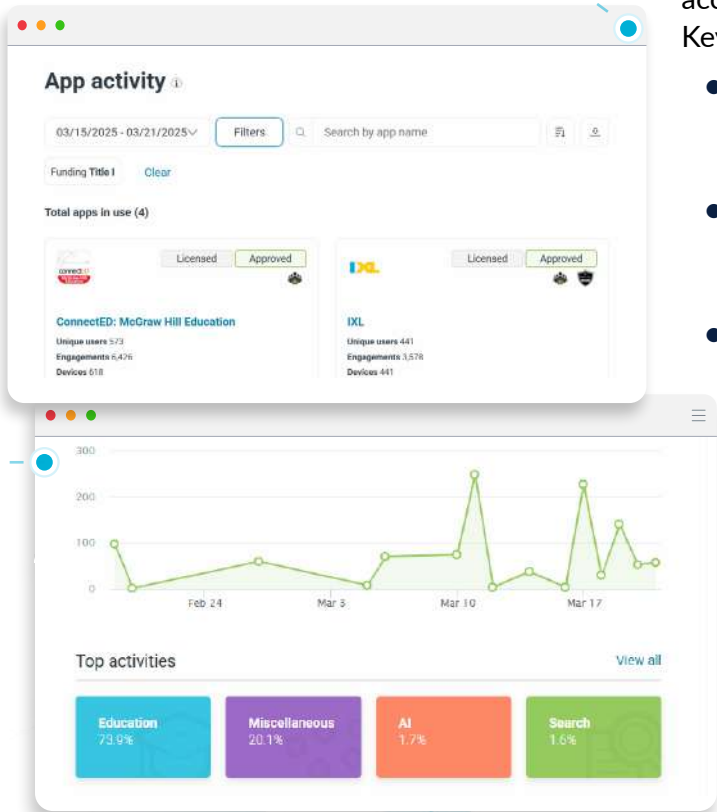 App activity
03/15/2025 - 03/21/2025
Filters
Search by app name
Funding Title I
Clear
Total apps in use (4)
Licensed
Approved
ConnectED: McGraw Hill Education
Unique users 573
Engagements 6,426
Devices 618
IXL
Licensed
Approved
IXL
Unique users 441
Engagements 3,578
Devices 441
300
200
100
0
Feb 24
Mar 3
Mar 10
Mar 17
Top activities
View all
Education
73.9%
Miscellaneous
20.1%
AI
1.7%
Search
1.6%